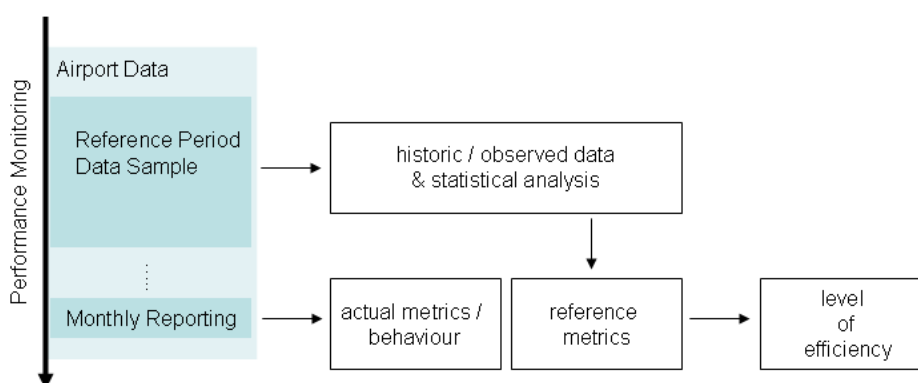 Performance Monitoring
Airport Data
Reference Period
Data Sample
historic / observed data
& statistical analysis
Monthly Reporting
actual metrics /
behaviour
reference
metrics
level
of
efficiency